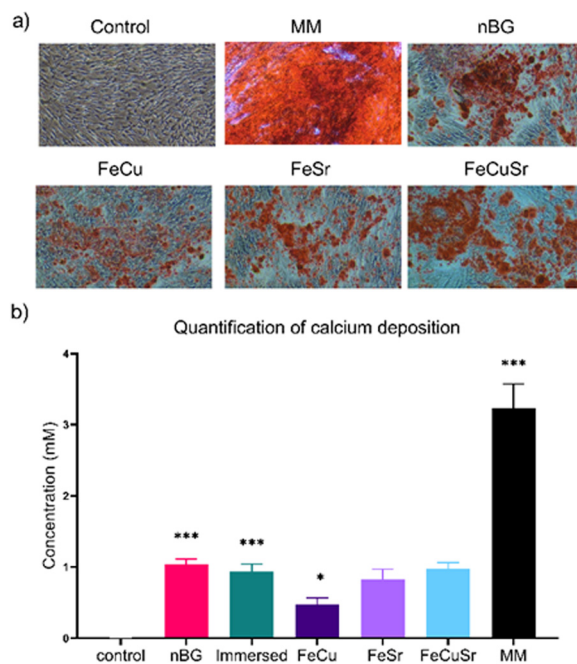 a)
Control MM nBG
FeCu FeSr FeCuSr
b)
Quantification of calcium deposition
Concentration (mM)
4
3
2
1
0
*** *** * ***
control nBG Immersed FeCu FeSr FeCuSr MM